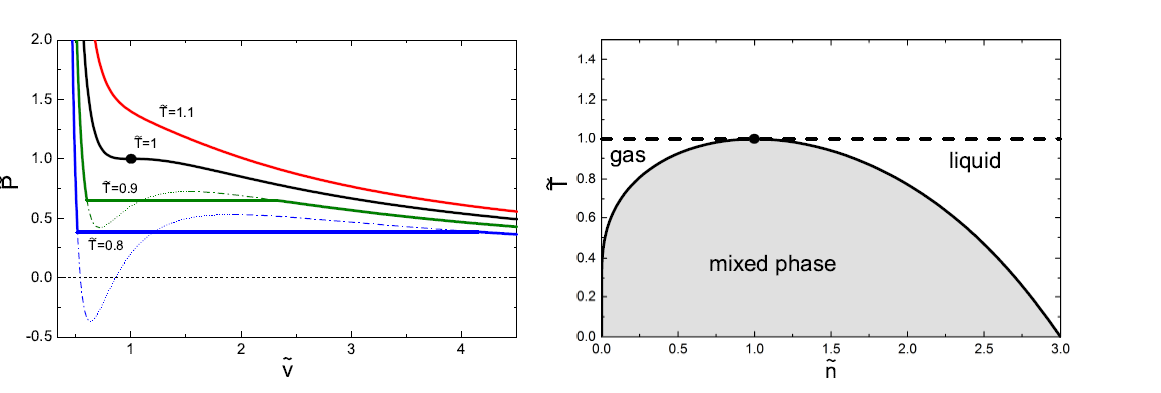 2.0
1.5
1.0
0.5
0.0
-0.5
P̃
T̃=1.1
T̃=1
T̃=0.9
T̃=0.8
1
2
3
4
ṽ
1.4
1.2
1.0
0.8
0.6
0.4
0.2
0.0
T̃
gas
liquid
mixed phase
0.0
0.5
1.0
1.5
2.0
2.5
3.0
ñ